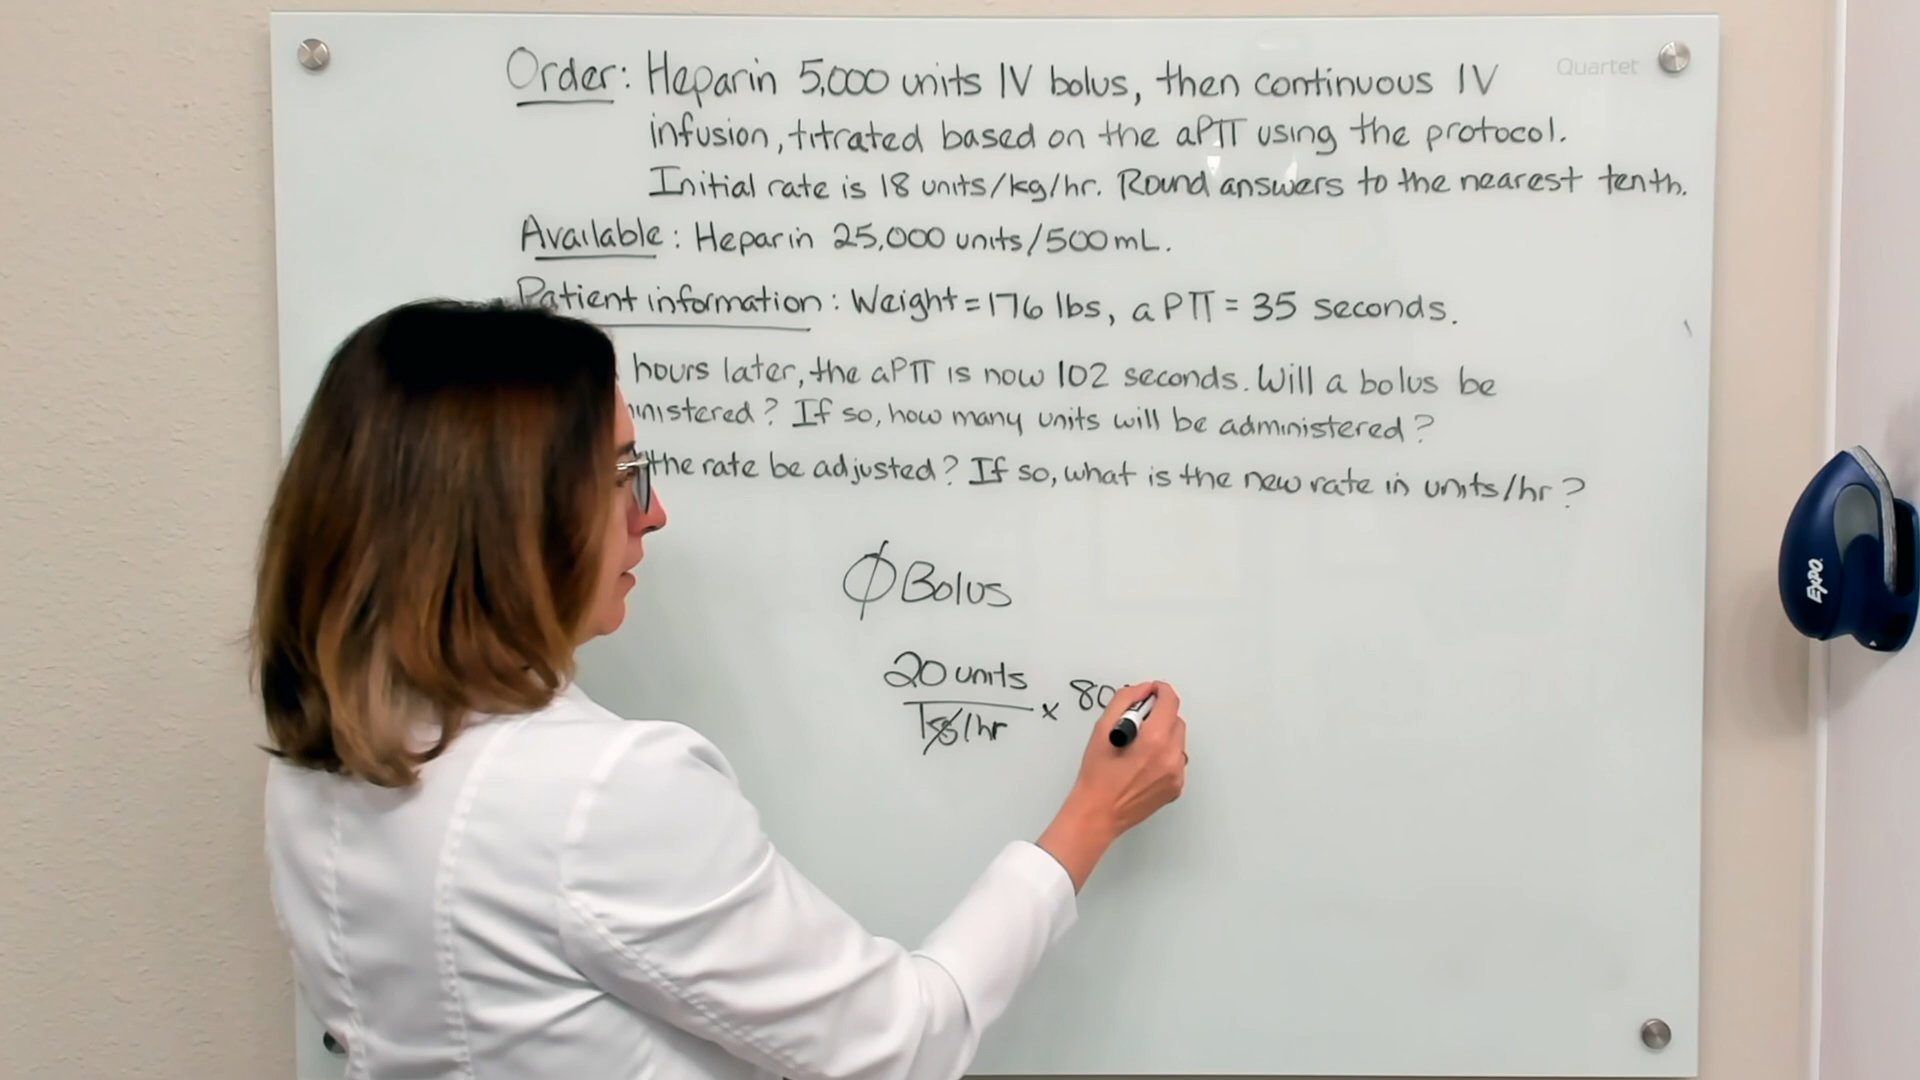 Order: Heparin 5,000 units IV bolus, then continuous IV
Quartet
infusion, titrated based on the aPTT using the protocol.
Initial rate is 18 units/kg/hr. Round answers to the nearest tenth.
Available: Heparin 25,000 units/500mL.
Patient information: Weight=176 lbs, aPTT = 35 seconds.
hours later, the aPTT is now 102 seconds. Will a bolus be
If so, how many units will be administered?
the rate be adjusted? If so, what is the new rate in units/hr?
Ø Bolus
20 units
x 80
/hr
EXPO